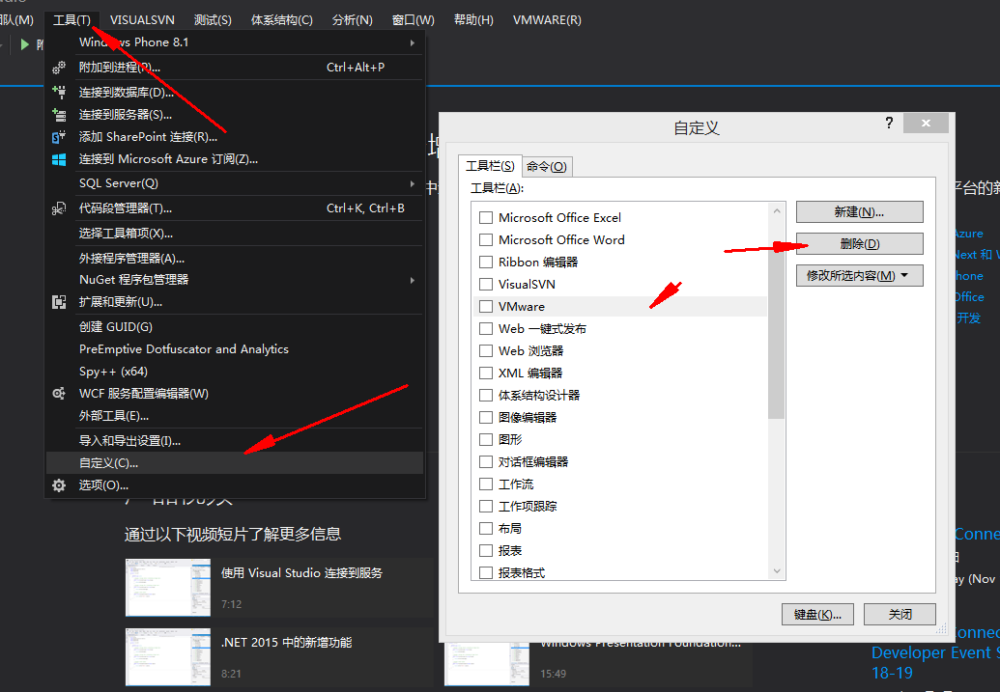 队(M) 工具(T) VISUALSVN 测试(S) 体系结构(C) 分析(N) 窗口(W) 帮助(H) VMWARE(R)
Windows Phone 8.1
附加到进程(P)... Ctrl+Alt+P
连接到数据库(D)...
连接到服务器(S)...
添加 SharePoint 连接(R)...
连接到 Microsoft Azure 订阅(Z)...
SQL Server(Q)
代码段管理器(T)... Ctrl+K, Ctrl+B
选择工具箱项(X)...
外接程序管理器(A)...
NuGet 程序包管理器
扩展和更新(U)...
创建 GUID(G)
PreEmptive Dotfuscator and Analytics
Spy++ (x64)
WCF 服务配置编辑器(W)
外部工具(E)...
导入和导出设置(I)...
自定义(C)...
选项(O)...
自定义
?
工具栏(S) 命令(O)
工具栏(A):
Microsoft Office Excel
Microsoft Office Word
Ribbon 编辑器
VisualSVN
VMware
Web 一键式发布
Web 浏览器
XML 编辑器
体系结构设计器
图像编辑器
图形
对话框编辑器
工作流
工作项跟踪
布局
报表
报表格式
新建(N)...
删除(D)
修改所选内容(M)
键盘(K)...
关闭
平台的新
Azure
Next 和 W
hone
Office
开发
通过以下视频短片了解更多信息
使用 Visual Studio 连接到服务
7:12
.NET 2015 中的新增功能
8:21
Windows Presentation Foundation...
15:49
Conne
ay (Nov
onnec
Developer Event S
18-19